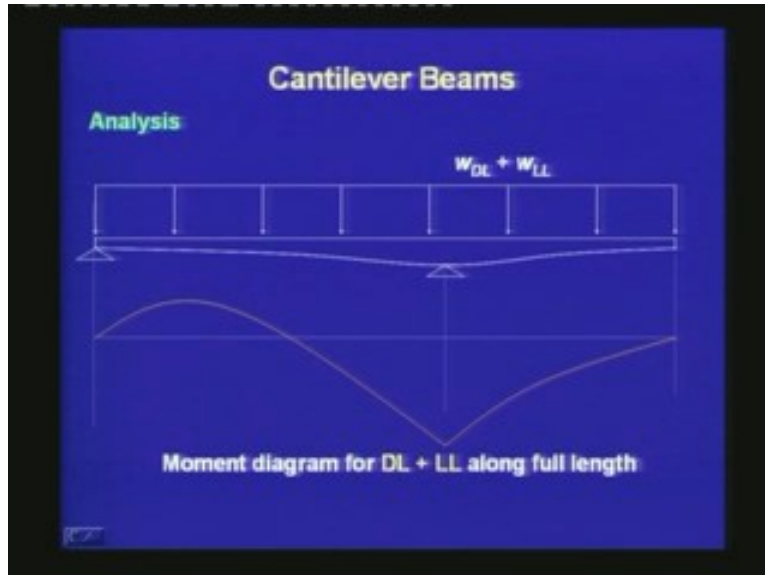 Cantilever Beams
Analysis
wDL + wLL
Moment diagram for DL + LL along full length